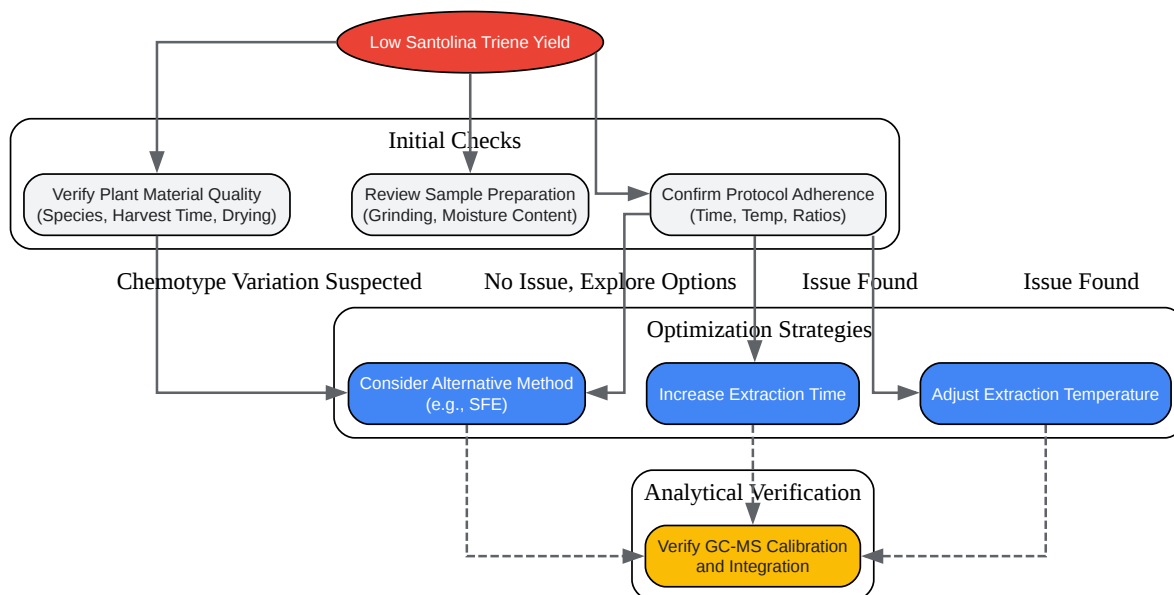 Low Santolina Triene Yield
Initial Checks
Verify Plant Material Quality
(Species, Harvest Time, Drying)
Review Sample Preparation
(Grinding, Moisture Content)
Confirm Protocol Adherence
(Time, Temp, Ratios)
Chemotype Variation Suspected
No Issue, Explore Options
Issue Found
Issue Found
Optimization Strategies
Consider Alternative Method
(e.g., SFE)
Increase Extraction Time
Adjust Extraction Temperature
Analytical Verification
Verify GC-MS Calibration
and Integration